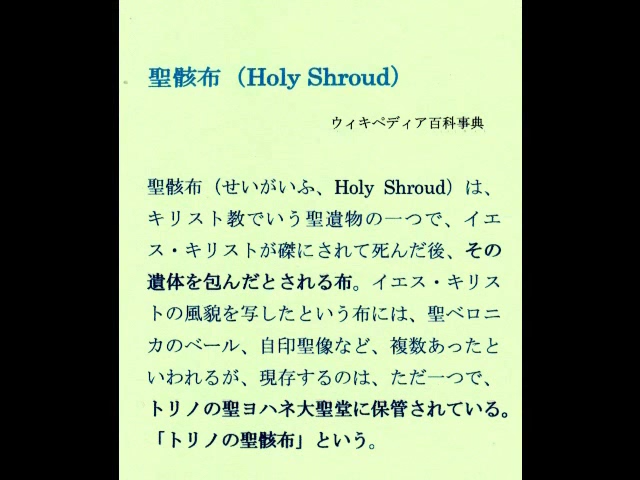 聖骸布（Holy Shroud）
ウィキペディア百科事典
聖骸布（せいがいふ、Holy Shroud）は、
キリスト教でいう聖遺物の一つで、イエ
ス・キリストが磔にされて死んだ後、その
遺体を包んだとされる布。イエス・キリス
トの風貌を写したという布には、聖ベロニ
カのベール、自印聖像など、複数あったと
いわれるが、現存するのは、ただ一つで、
トリノの聖ヨハネ大聖堂に保管されている。
「トリノの聖骸布」という。